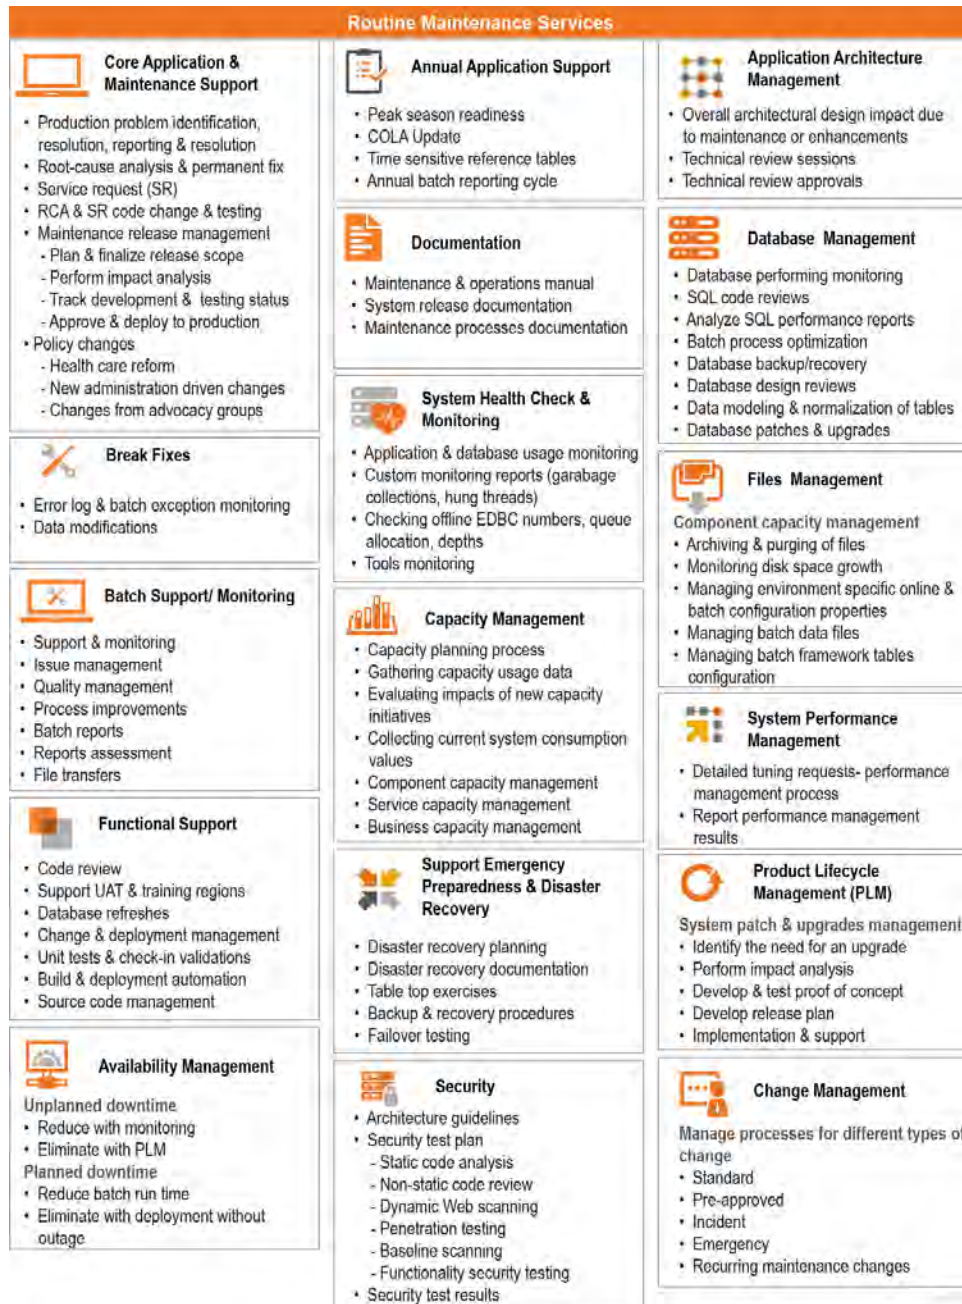 Routine Maintenance Services
Core Application &
Maintenance Support
• Production problem identification,
resolution, reporting & resolution
• Root-cause analysis & permanent fix
• Service request (SR)
• RCA & SR code change & testing
• Maintenance release management
- Plan & finalize release scope
- Perform impact analysis
- Track development & testing status
- Approve & deploy to production
• Policy changes
- Health care reform
- New administration driven changes
- Changes from advocacy groups
Break Fixes
• Error log & batch exception monitoring
• Data modifications
Batch Support/ Monitoring
• Support & monitoring
• Issue management
• Quality management
• Process improvements
• Batch reports
• Reports assessment
• File transfers
Functional Support
• Code review
• Support UAT & training regions
• Database refreshes
• Change & deployment management
• Unit tests & check-in validations
• Build & deployment automation
• Source code management
Availability Management
Unplanned downtime
• Reduce with monitoring
• Eliminate with PLM
Planned downtime
• Reduce batch run time
• Eliminate with deployment without
outage
Annual Application Support
• Peak season readiness
• COLA Update
• Time sensitive reference tables
• Annual batch reporting cycle
Documentation
• Maintenance & operations manual
• System release documentation
• Maintenance processes documentation
System Health Check &
Monitoring
• Application & database usage monitoring
• Custom monitoring reports (garabage
collections, hung threads)
• Checking offline EDBC numbers, queue
allocation, depths
• Tools monitoring
Capacity Management
• Capacity planning process
• Gathering capacity usage data
• Evaluating impacts of new capacity
initiatives
• Collecting current system consumption
values
• Component capacity management
• Service capacity management
• Business capacity management
Support Emergency
Preparedness & Disaster
Recovery
• Disaster recovery planning
• Disaster recovery documentation
• Table top exercises
• Backup & recovery procedures
• Failover testing
Security
• Architecture guidelines
• Security test plan
- Static code analysis
- Non-static code review
- Dynamic Web scanning
- Penetration testing
- Baseline scanning
- Functionality security testing
• Security test results
Application Architecture
Management
• Overall architectural design impact due
to maintenance or enhancements
• Technical review sessions
• Technical review approvals
Database Management
• Database performing monitoring
• SQL code reviews
• Analyze SQL performance reports
• Batch process optimization
• Database backup/recovery
• Database design reviews
• Data modeling & normalization of tables
• Database patches & upgrades
Files Management
Component capacity management
• Archiving & purging of files
• Monitoring disk space growth
• Managing environment specific online &
batch configuration properties
• Managing batch data files
• Managing batch framework tables
configuration
System Performance
Management
• Detailed tuning requests- performance
management process
• Report performance management
results
Product Lifecycle
Management (PLM)
System patch & upgrades management
• Identify the need for an upgrade
• Perform impact analysis
• Develop & test proof of concept
• Develop release plan
• Implementation & support
Change Management
Manage processes for different types of
change
• Standard
• Pre-approved
• Incident
• Emergency
• Recurring maintenance changes